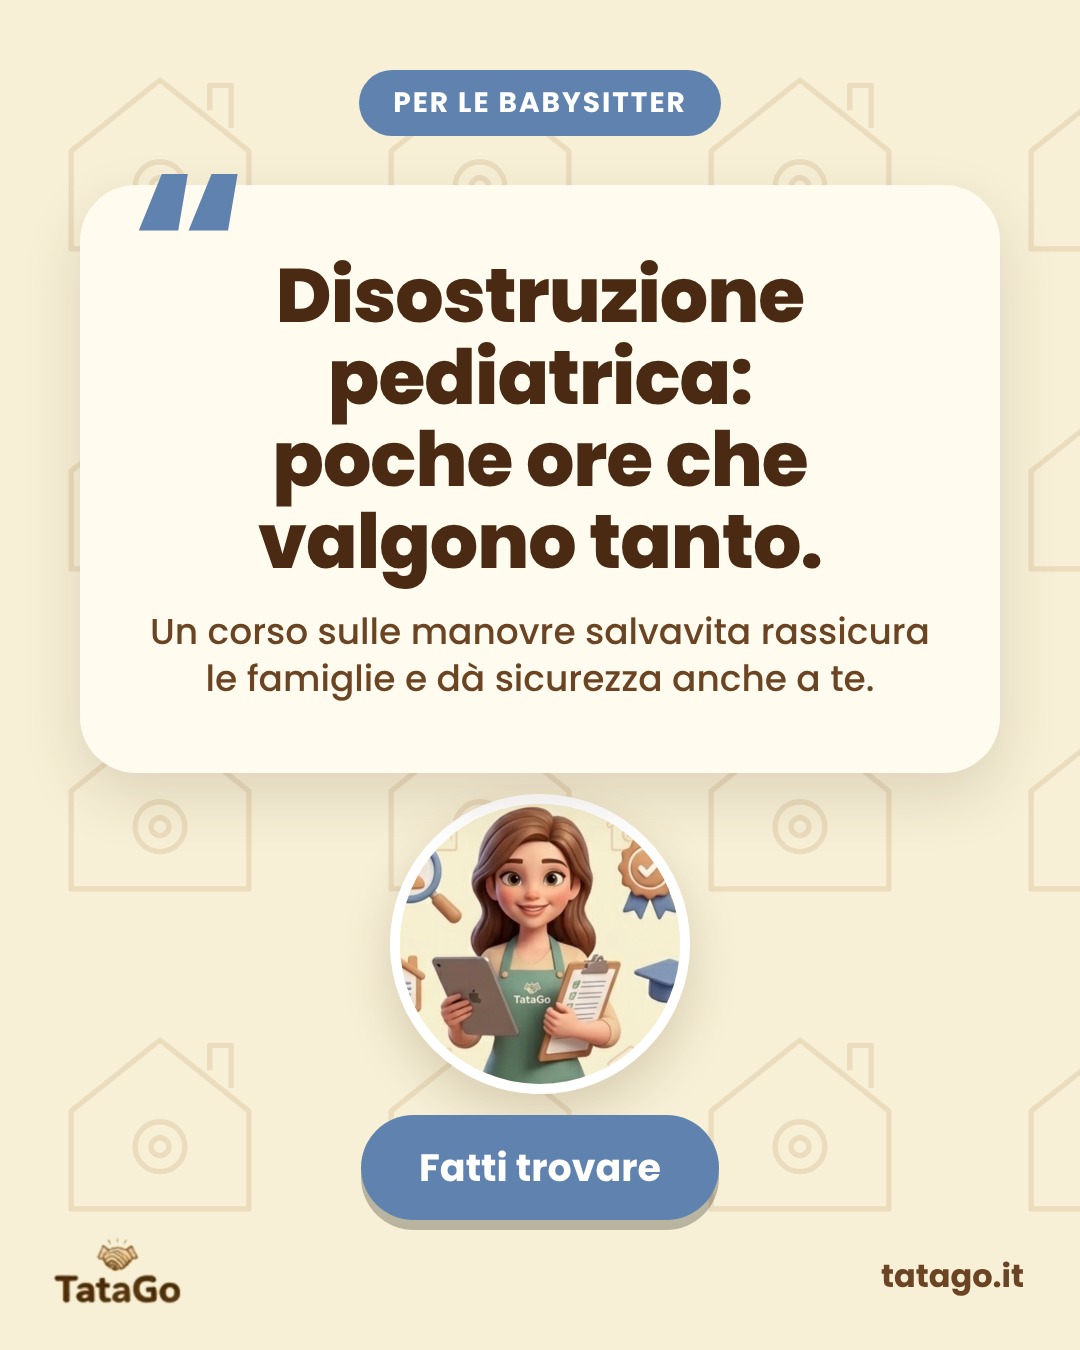 PER LE BABYSITTER
Disostruzione
pediatrica:
poche ore che
valgono tanto.
Un corso sulle manovre salvavita rassicura
le famiglie e dà sicurezza anche a te.
TataGo
Fatti trovare
TataGo
tatago.it